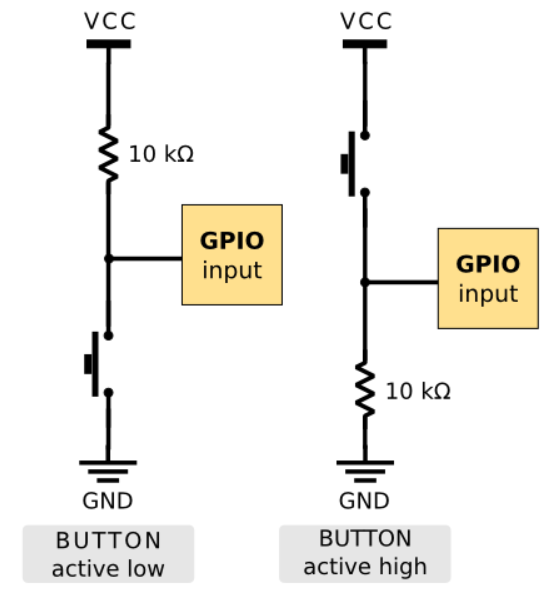 VCC
10 kΩ
GPIO
input
GND
BUTTON
active low
VCC
GPIO
input
10 kΩ
GND
BUTTON
active high